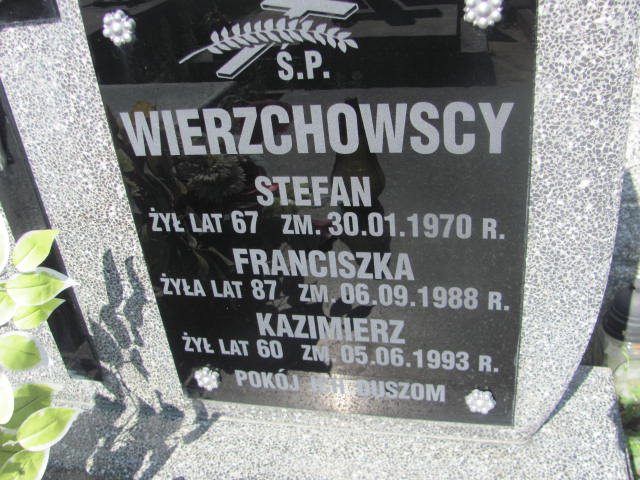 Ś.P.
WIERZCHOWSCY
STEFAN
ŻYŁ LAT 67 ZM. 30.01.1970 R.
FRANCISZKA
ŻYŁA LAT 87 ZM. 06.09.1988 R.
KAZIMIERZ
ŻYŁ LAT 60 ZM. 05.06.1993 R.
POKÓJ ICH DUSZOM